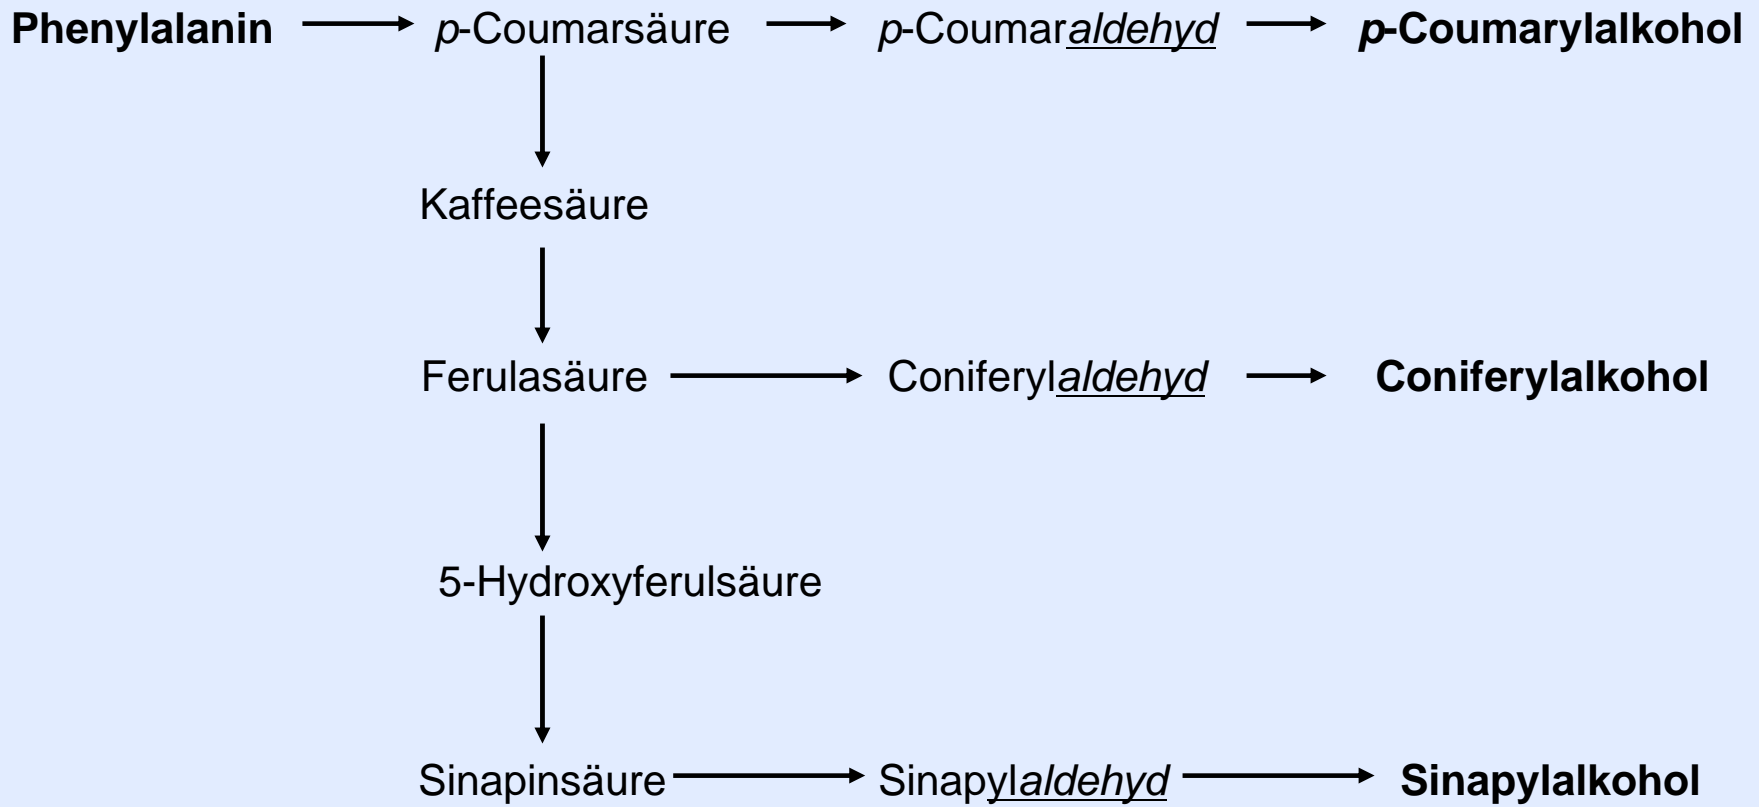 Phenylalanin p-Coumarsäure p-Coumaraldehyd p-Coumarylalkohol
Kaffeesäure
Ferulasäure Coniferylaldehyd Coniferylalkohol
5-Hydroxyferulsäure
Sinapinsäure Sinapylaldehyd Sinapylalkohol